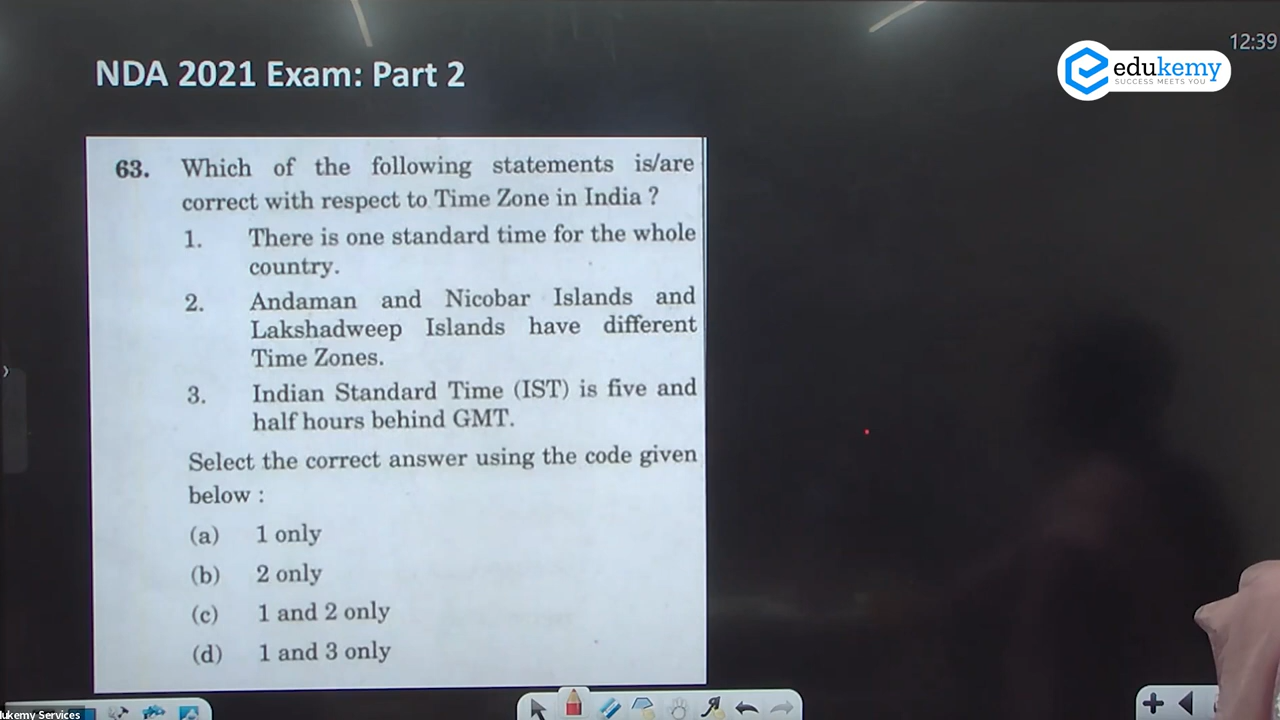 12:39
edukemy
SUCCESS MEETS YOU
NDA 2021 Exam: Part 2
63. Which of the following statements is/are
correct with respect to Time Zone in India ?
1. There is one standard time for the whole
country.
2. Andaman and Nicobar Islands and
Lakshadweep Islands have different
Time Zones.
3. Indian Standard Time (IST) is five and
half hours behind GMT.
Select the correct answer using the code given
below :
(a) 1 only
(b) 2 only
(c) 1 and 2 only
(d) 1 and 3 only
Services